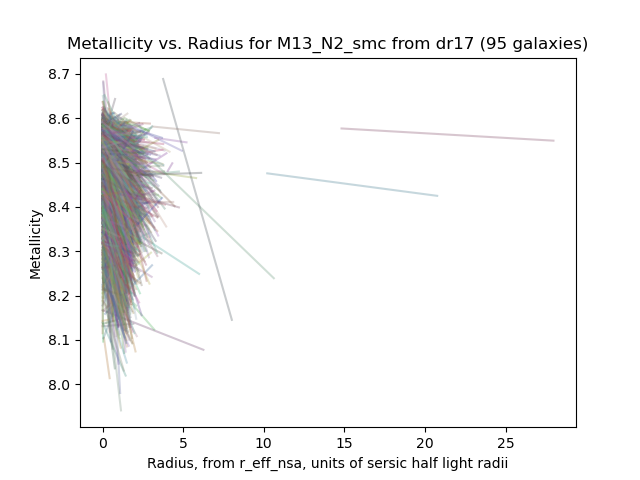 Metallicity vs. Radius for M13_N2_smc from dr17 (95 galaxies)
8.7
8.6
8.5
8.4
8.3
8.2
8.1
8.0
Metallicity
0 5 10 15 20 25
Radius, from r_eff_nsa, units of sersic half light radii